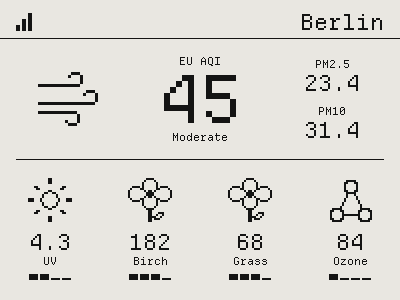 Berlin
EU AQI
45
Moderate
PM2.5
23.4
PM10
31.4
4.3
UV
182
Birch
68
Grass
84
Ozone